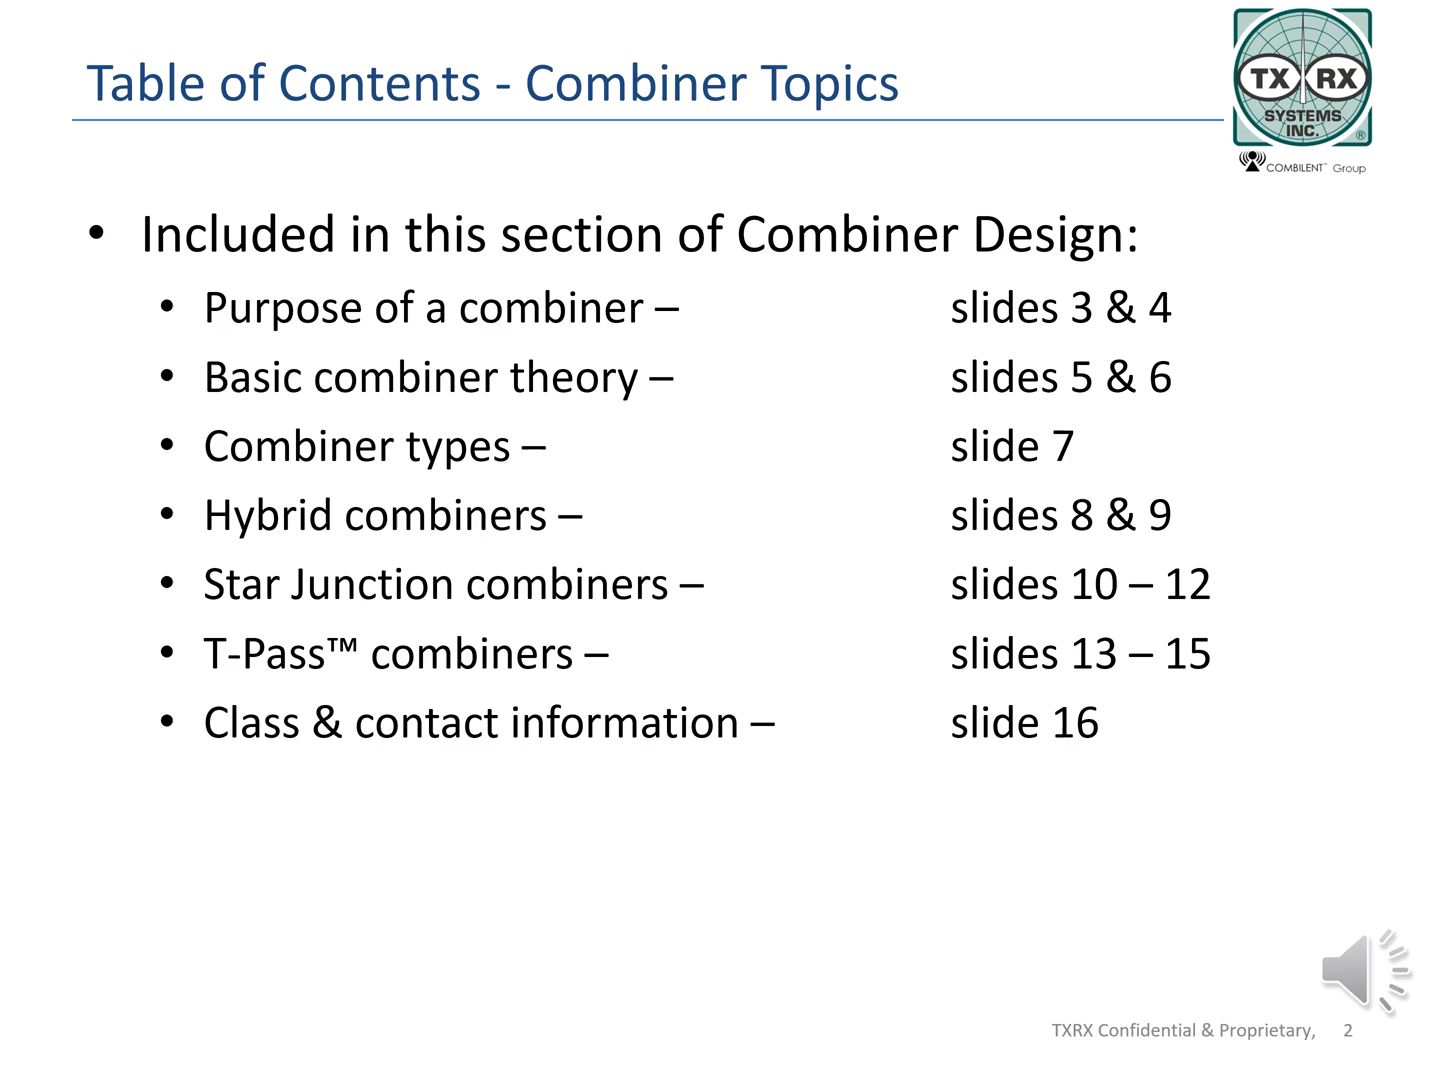 Table of Contents - Combiner Topics
TX RX
SYSTEMS
INC.
®
COMBILENT™ Group
• Included in this section of Combiner Design:
• Purpose of a combiner – slides 3 & 4
• Basic combiner theory – slides 5 & 6
• Combiner types – slide 7
• Hybrid combiners – slides 8 & 9
• Star Junction combiners – slides 10 – 12
• T-Pass™ combiners – slides 13 – 15
• Class & contact information – slide 16
TXRX Confidential & Proprietary, 2